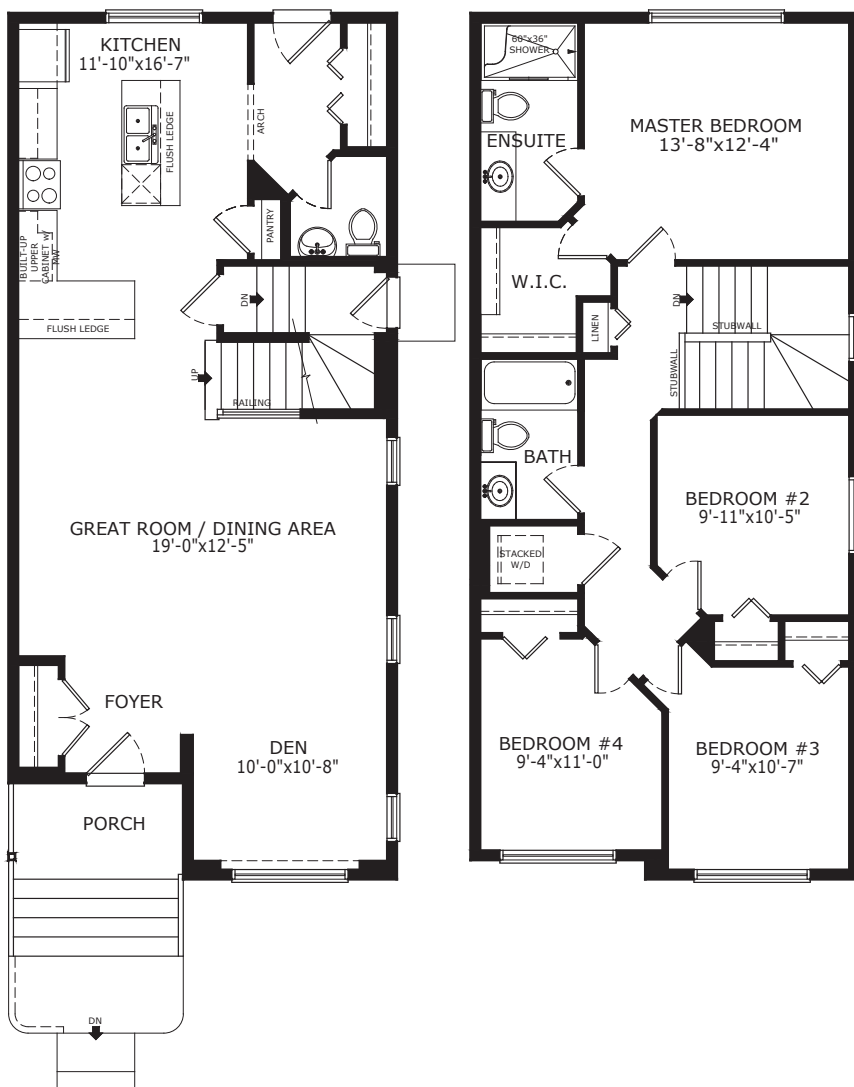 KITCHEN
11'-10"x16'-7"
FLUSH LEDGE
ARCH
PANTRY
BUILT-UP
UPPER
CABINET w/
MW
FLUSH LEDGE
DN
UP
RAILING
GREAT ROOM / DINING AREA
19'-0"x12'-5"
FOYER
DEN
10'-0"x10'-8"
PORCH
DN
60"x36"
SHOWER
ENSUITE
MASTER BEDROOM
13'-8"x12'-4"
W.I.C.
LINEN
DN
STUBWALL
STUBWALL
BATH
BEDROOM #2
9'-11"x10'-5"
STACKED
W/D
BEDROOM #4
9'-4"x11'-0"
BEDROOM #3
9'-4"x10'-7"